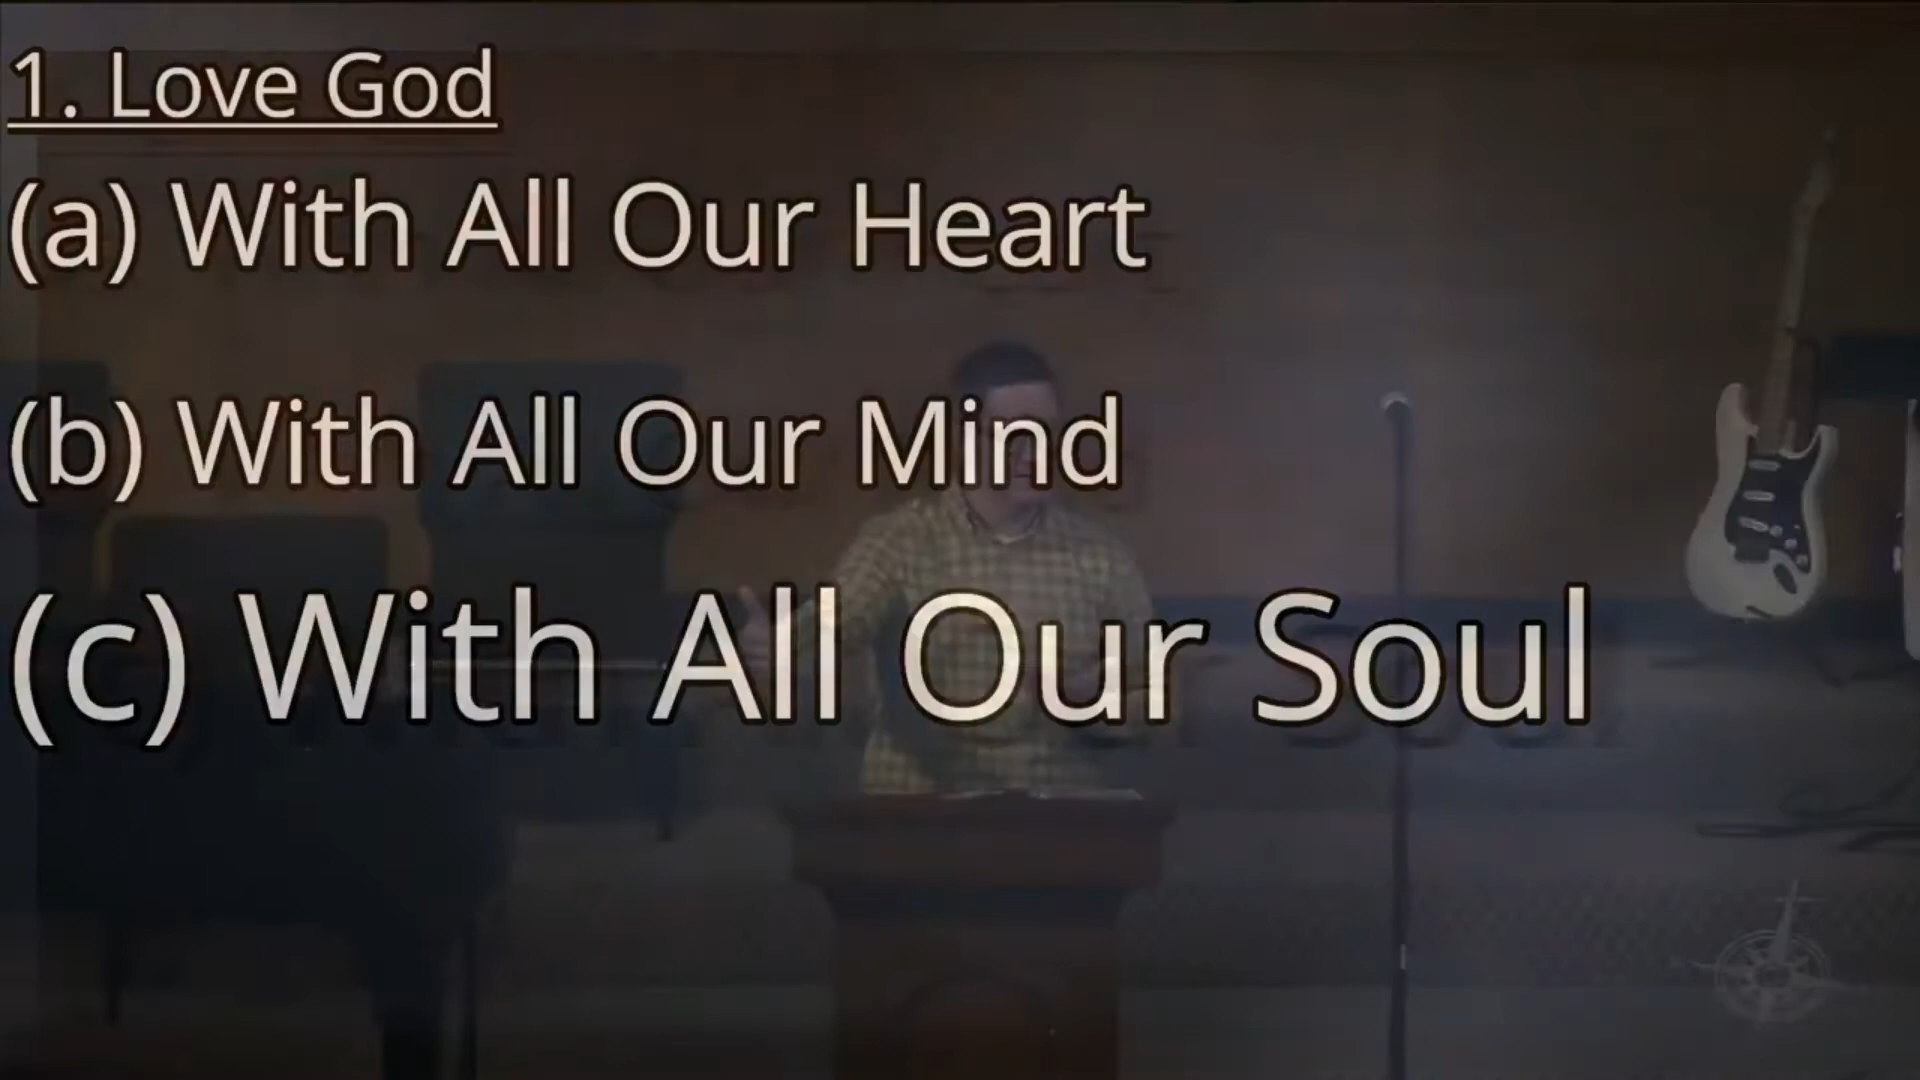 1. Love God
(a) With All Our Heart
(b) With All Our Mind
(c) With All Our Soul